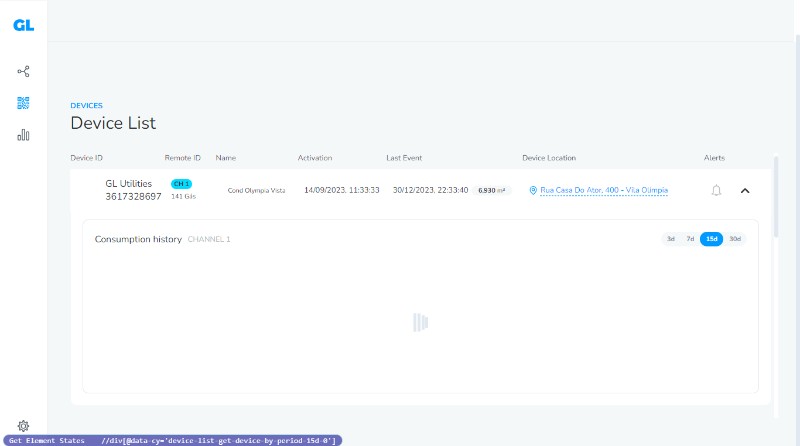 GL
DEVICES
Device List
Device ID Remote ID Name Activation Last Event Device Location Alerts
GL Utilities CH 1 Cond Olympia Vista 14/09/2023, 11:33:33 30/12/2023, 22:33:40 6.930 m³ Rua Casa Do Ator, 400 - Vila Olímpia
3617328697 141 Gás
Consumption history CHANNEL 1 3d 7d 15d 30d
Get Element States //div[@data-cy='device-list-get-device-by-period-15d-0']